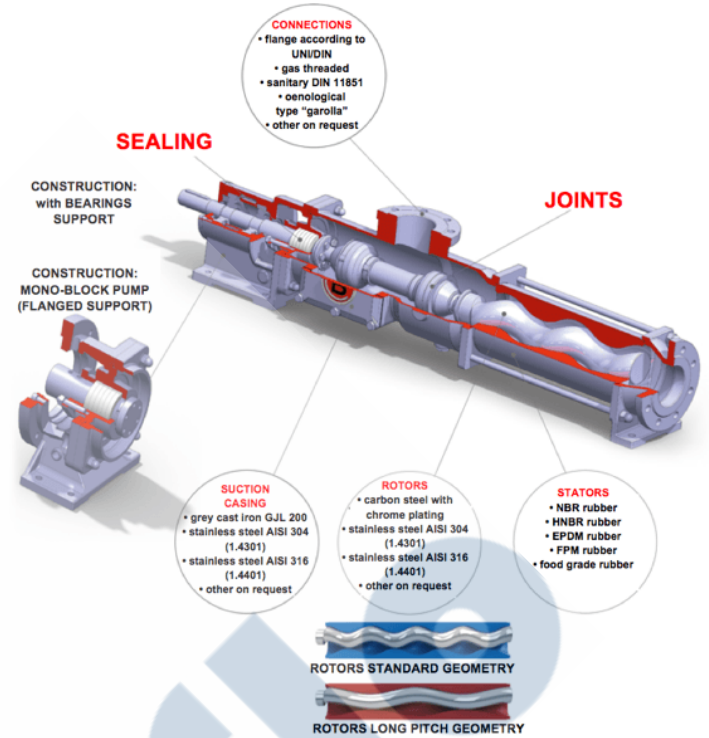 CONNECTIONS
• flange according to
UNI/DIN
• gas threaded
• sanitary DIN 11851
• oenological
type “garolla”
• other on request
SEALING
CONSTRUCTION:
with BEARINGS
SUPPORT
JOINTS
CONSTRUCTION:
MONO-BLOCK PUMP
(FLANGED SUPPORT)
SUCTION
CASING
• grey cast iron GJL 200
• stainless steel AISI 304
(1.4301)
• stainless steel AISI 316
(1.4401)
• other on request
ROTORS
• carbon steel with
chrome plating
• stainless steel AISI 304
(1.4301)
• stainless steel AISI 316
(1.4401)
• other on request
STATORS
• NBR rubber
• HNBR rubber
• EPDM rubber
• FPM rubber
• food grade rubber
ROTORS STANDARD GEOMETRY
ROTORS LONG PITCH GEOMETRY